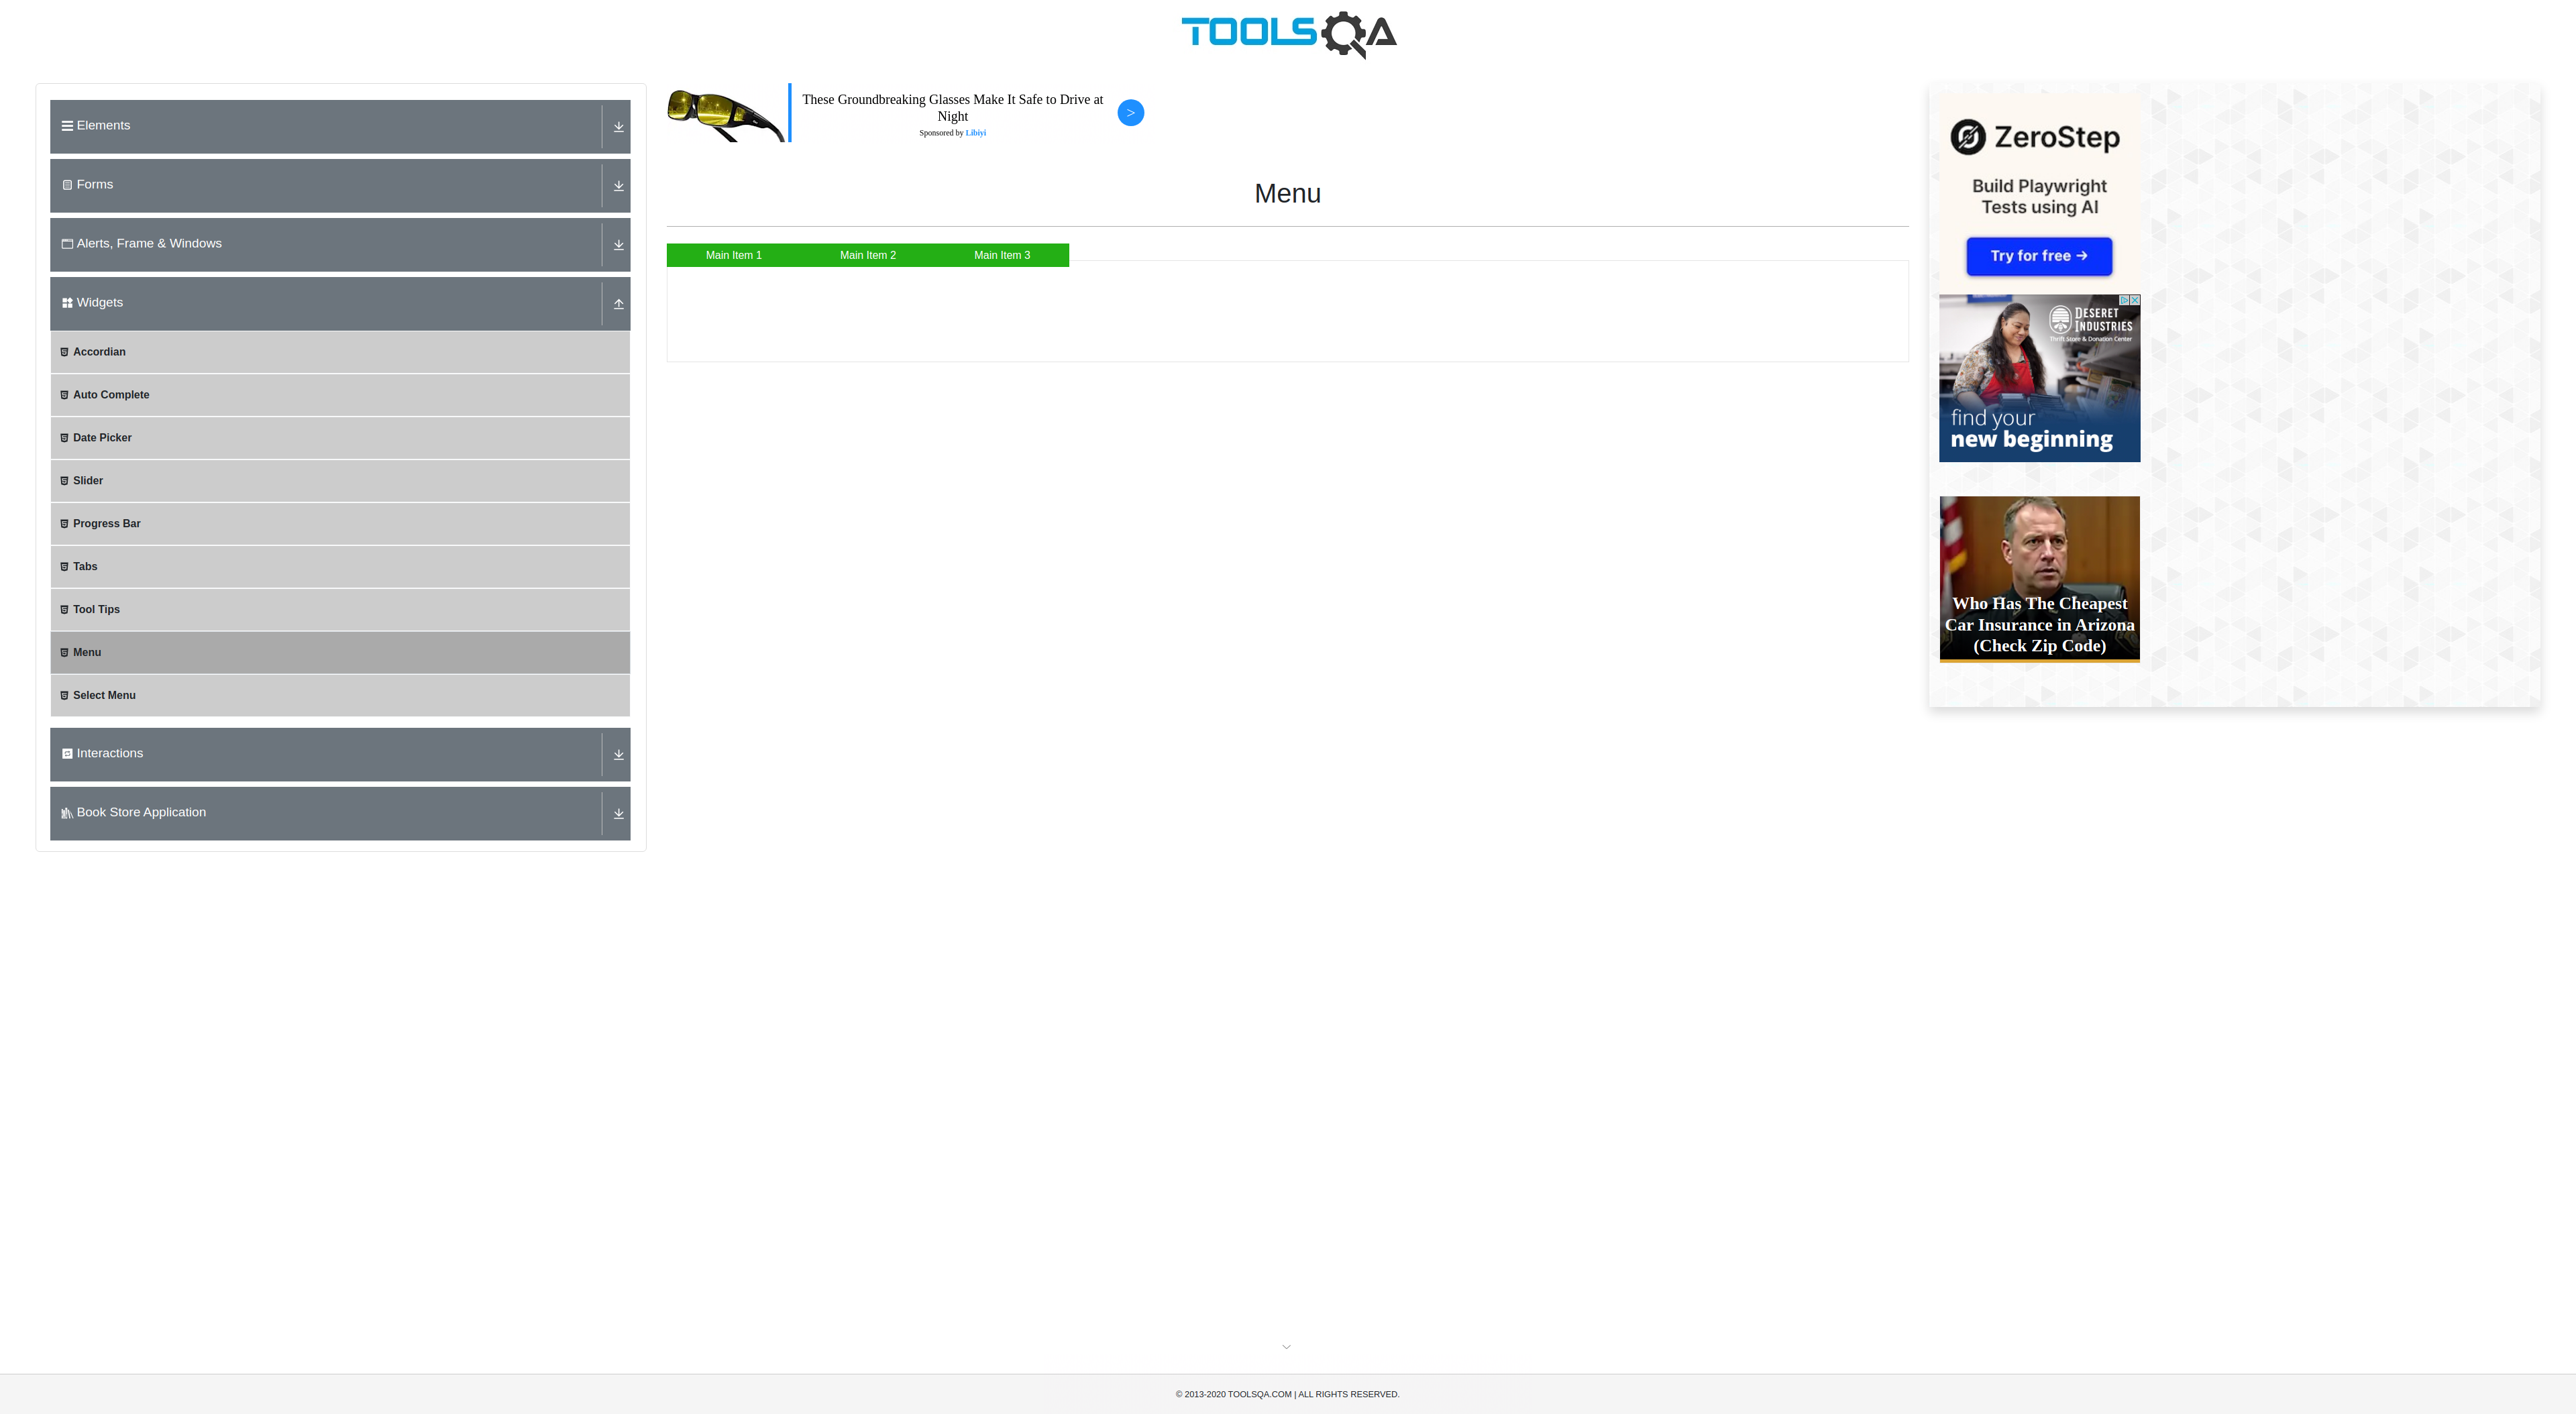 TOOLSQA
Elements
Forms
Alerts, Frame & Windows
Widgets
Accordian
Auto Complete
Date Picker
Slider
Progress Bar
Tabs
Tool Tips
Menu
Select Menu
Interactions
Book Store Application
These Groundbreaking Glasses Make It Safe to Drive at
Night
Sponsored by Libiyi
>
Menu
Main Item 1 Main Item 2 Main Item 3
ZeroStep
Build Playwright
Tests using AI
Try for free →
DESERET
INDUSTRIES
Thrift Store & Donation Center
find your
new beginning
Who Has The Cheapest
Car Insurance in Arizona
(Check Zip Code)
© 2013-2020 TOOLSQA.COM | ALL RIGHTS RESERVED.